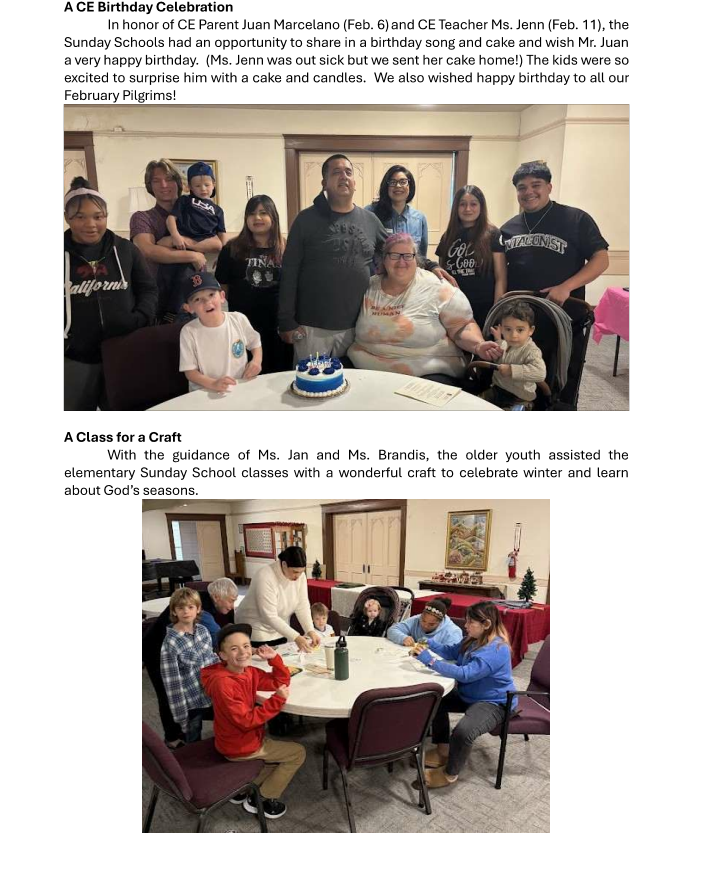 A CE Birthday Celebration
In honor of CE Parent Juan Marcelano (Feb. 6) and CE Teacher Ms. Jenn (Feb. 11), the
Sunday Schools had an opportunity to share in a birthday song and cake and wish Mr. Juan
a very happy birthday. (Ms. Jenn was out sick but we sent her cake home!) The kids were so
excited to surprise him with a cake and candles. We also wished happy birthday to all our
February Pilgrims!
California
A Class for a Craft
With the guidance of Ms. Jan and Ms. Brandis, the older youth assisted the
elementary Sunday School classes with a wonderful craft to celebrate winter and learn
about God's seasons.